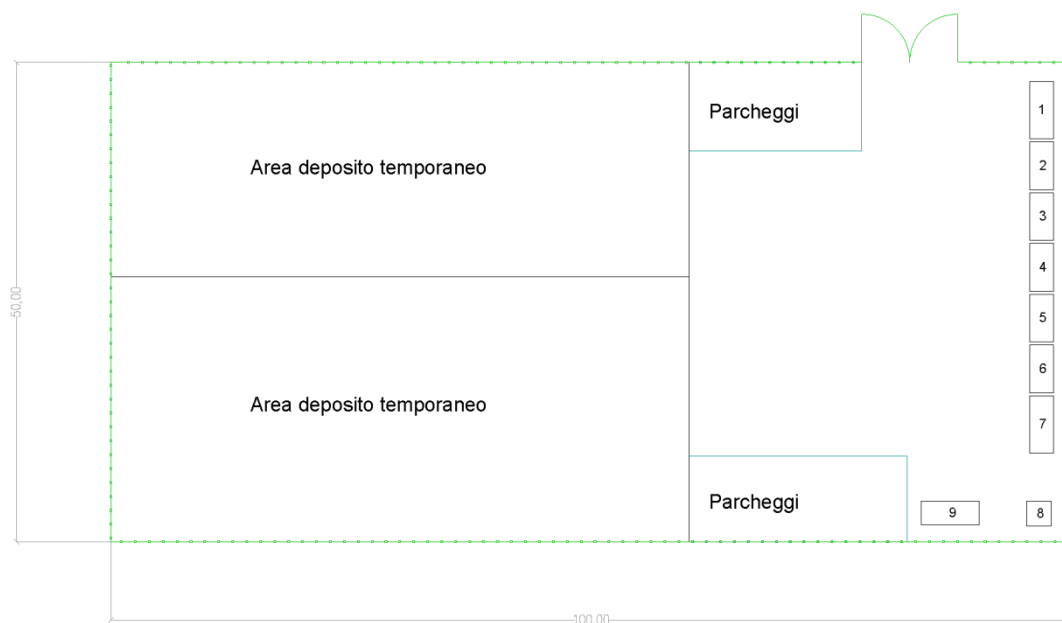 Parcheggi
1
Area deposito temporaneo
2
3
4
50,00
5
6
Area deposito temporaneo
7
Parcheggi
9
8
100,00